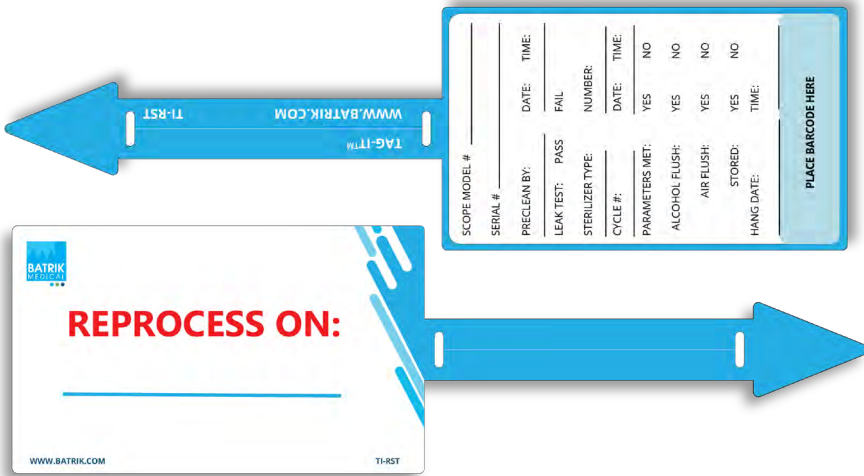 TAG-IT™
WWW.BATRIK.COM TI-RST
SCOPE MODEL #
SERIAL #
PRECLEAN BY: DATE: TIME:
LEAK TEST: PASS FAIL
STERILIZER TYPE: NUMBER:
CYCLE #: DATE: TIME:
PARAMETERS MET: YES NO
ALCOHOL FLUSH: YES NO
AIR FLUSH: YES NO
STORED: YES NO
HANG DATE: TIME:
PLACE BARCODE HERE
BATRIK
MEDICAL
REPROCESS ON:
WWW.BATRIK.COM TI-RST